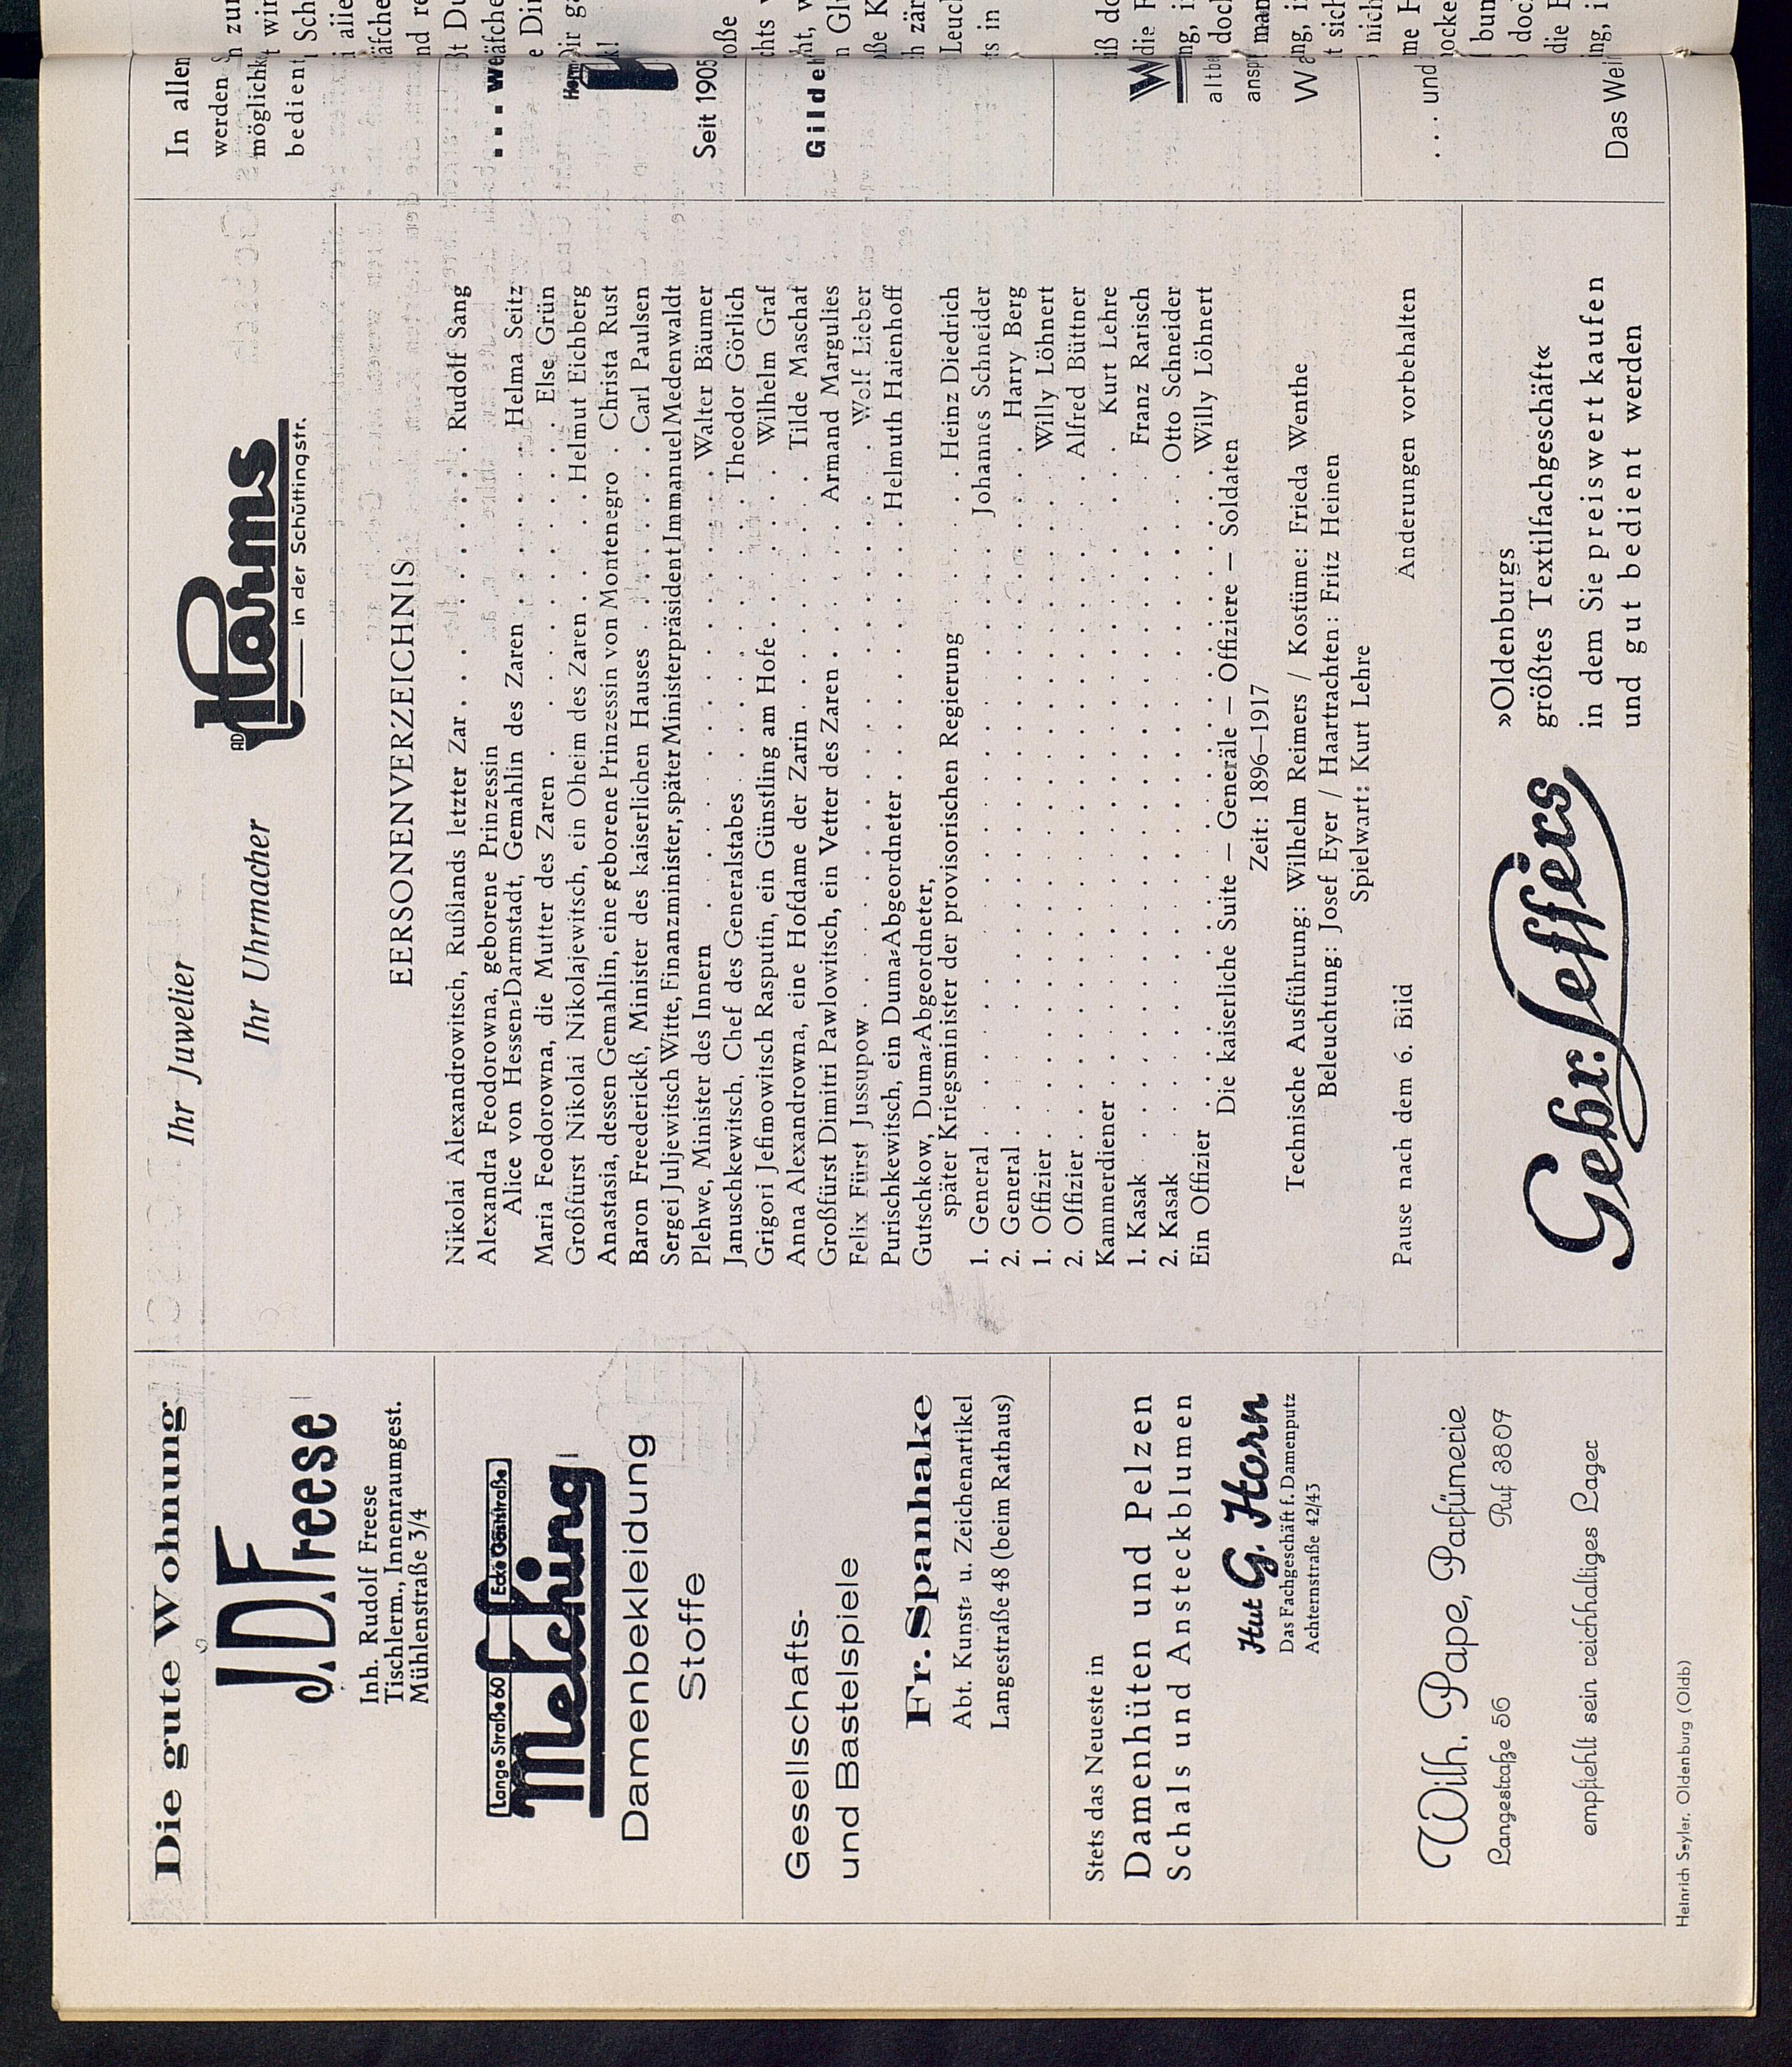 Die gute Wohnung
J.D.Freese
Inh. Rudolf Freese
Tischlerm., Innenraumgest.
Mühlenstraße 3/4
Lange Straße 60
Ecke Gaststraße
Melching
Damenbekleidung
Stoffe
Gesellschafts-
und Bastelspiele
Fr. Spanhake
Abt. Kunst- u. Zeichenartikel
Langestraße 48 (beim Rathaus)
Stets das Neueste in
Damenhüten und Pelzen
Schals und Ansteckblumen
Hut G. Horn
Das Fachgeschäft f. Damenputz
Achternstraße 42/43
Wilh. Pape, Parfümerie
Langestraße 56 Ruf 3807
empfiehlt sein reichhaltiges Lager
Heinrich Seyler, Oldenburg (Oldb)
Ihr Juwelier
Ihr Uhrmacher
AD
Harms
in der Schüttingstr.
EERSONENVERZEICHNIS
Nikolai Alexandrowitsch, Rußlands letzter Zar . . . . . . . . . Rudolf Sang
Alexandra Feodorowna, geborene Prinzessin
Alice von Hessen-Darmstadt, Gemahlin des Zaren . . . . . . Helma Seitz
Maria Feodorowna, die Mutter des Zaren . . . . . . . . . . Else Grün
Großfürst Nikolai Nikolajewitsch, ein Oheim des Zaren . . . . Helmut Eichberg
Anastasia, dessen Gemahlin, eine geborene Prinzessin von Montenegro . Christa Rust
Baron Freederickß, Minister des kaiserlichen Hauses . . . . . . Carl Paulsen
Sergei Juljewitsch Witte, Finanzminister, später Ministerpräsident Immanuel Medenwaldt
Plehwe, Minister des Innern . . . . . . . . . . . . . Walter Bäumer
Januschkewitsch, Chef des Generalstabes . . . . . . . . . Theodor Görlich
Grigori Jefimowitsch Rasputin, ein Günstling am Hofe . . . . . Wilhelm Graf
Anna Alexandrowna, eine Hofdame der Zarin . . . . . . . . Tilde Maschat
Großfürst Dimitri Pawlowitsch, ein Vetter des Zaren . . . . Armand Margulies
Felix Fürst Jussupow . . . . . . . . . . . . . . . . Wolf Lieber
Purischkewitsch, ein Duma-Abgeordneter . . . . . . . . Helmuth Haienhoff
Gutschkow, Duma-Abgeordneter,
später Kriegsminister der provisorischen Regierung . . . . Heinz Diedrich
1. General . . . . . . . . . . . . . . . . . Johannes Schneider
2. General . . . . . . . . . . . . . . . . . . Harry Berg
1. Offizier . . . . . . . . . . . . . . . . . Willy Löhnert
2. Offizier . . . . . . . . . . . . . . . . . Alfred Büttner
Kammerdiener . . . . . . . . . . . . . . . . Kurt Lehre
1. Kasak . . . . . . . . . . . . . . . . . . Franz Rarisch
2. Kasak . . . . . . . . . . . . . . . . . . Otto Schneider
Ein Offizier . . . . . . . . . . . . . . . . . Willy Löhnert
Die kaiserliche Suite — Generäle — Offiziere — Soldaten
Zeit: 1896—1917
Technische Ausführung: Wilhelm Reimers / Kostüme: Frieda Wenthe
Beleuchtung: Josef Eyer / Haartrachten: Fritz Heinen
Spielwart: Kurt Lehre
Pause nach dem 6. Bild Änderungen vorbehalten
Gebr. Leffers
»Oldenburgs
größtes Textilfachgeschäft«
in dem Sie preiswert kaufen
und gut bedient werden
In allen
werden
möglichk
bedient
Seit 1905
Gilde
altbe
ansp
. . . und
Das Wein